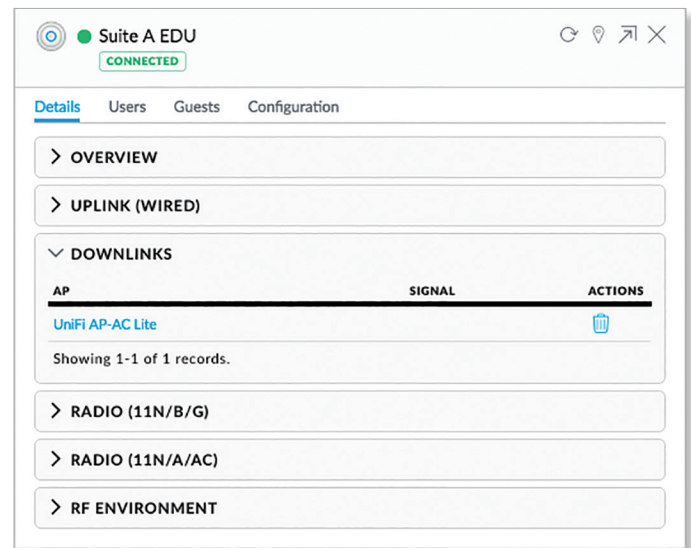 Suite A EDU
CONNECTED
Details Users Guests Configuration
OVERVIEW
UPLINK (WIRED)
DOWNLINKS
AP SIGNAL ACTIONS
UniFi AP-AC Lite
Showing 1-1 of 1 records.
RADIO (11N/B/G)
RADIO (11N/A/AC)
RF ENVIRONMENT